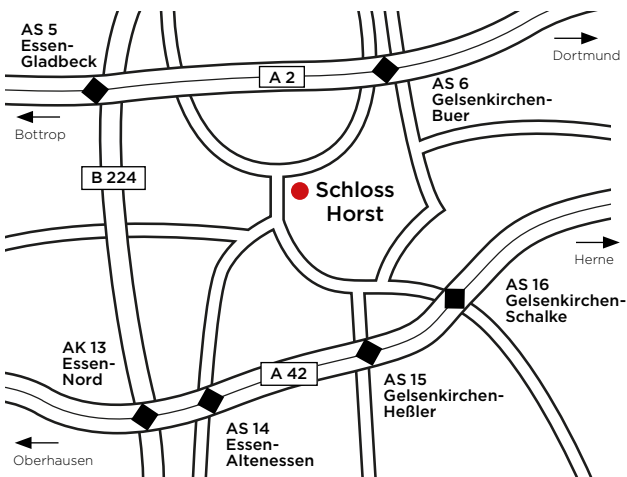 AS 5
Essen-
Gladbeck
Dortmund
A 2
AS 6
Gelsenkirchen-
Buer
Bottrop
B 224
Schloss
Horst
Herne
AS 16
Gelsenkirchen-
Schalke
AK 13
Essen-
Nord
A 42
AS 15
Gelsenkirchen-
Heßler
AS 14
Essen-
Altenessen
Oberhausen